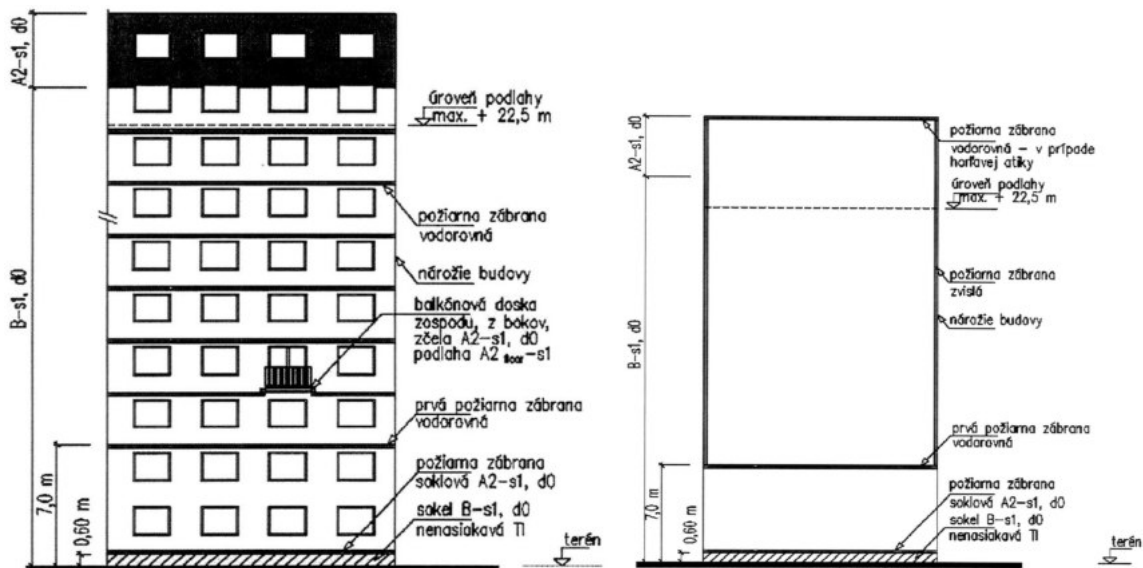 A2-s1, d0
úroveň podlahy
max. + 22,5 m
požiarna zábrana
vodorovná
nárožie budovy
balkónová doska
zospodu, z bokov,
zčela A2-s1, d0
podlaha A2 floor-s1
prvá požiarna zábrana
vodorovná
požiarna zábrana
soklová A2-s1, d0
sokel B-s1, d0
nenasiakavá TI
terén
B-s1, d0
7,0 m
0,60 m
A2-s1, d0
požiarna zábrana
vodorovná – v prípade
horľavej atiky
úroveň podlahy
max. + 22,5 m
požiarna zábrana
zvislá
nárožie budovy
prvá požiarna zábrana
vodorovná
požiarna zábrana
soklová A2-s1, d0
sokel B-s1, d0
nenasiakavá TI
terén
B-s1, d0
7,0 m
0,60 m